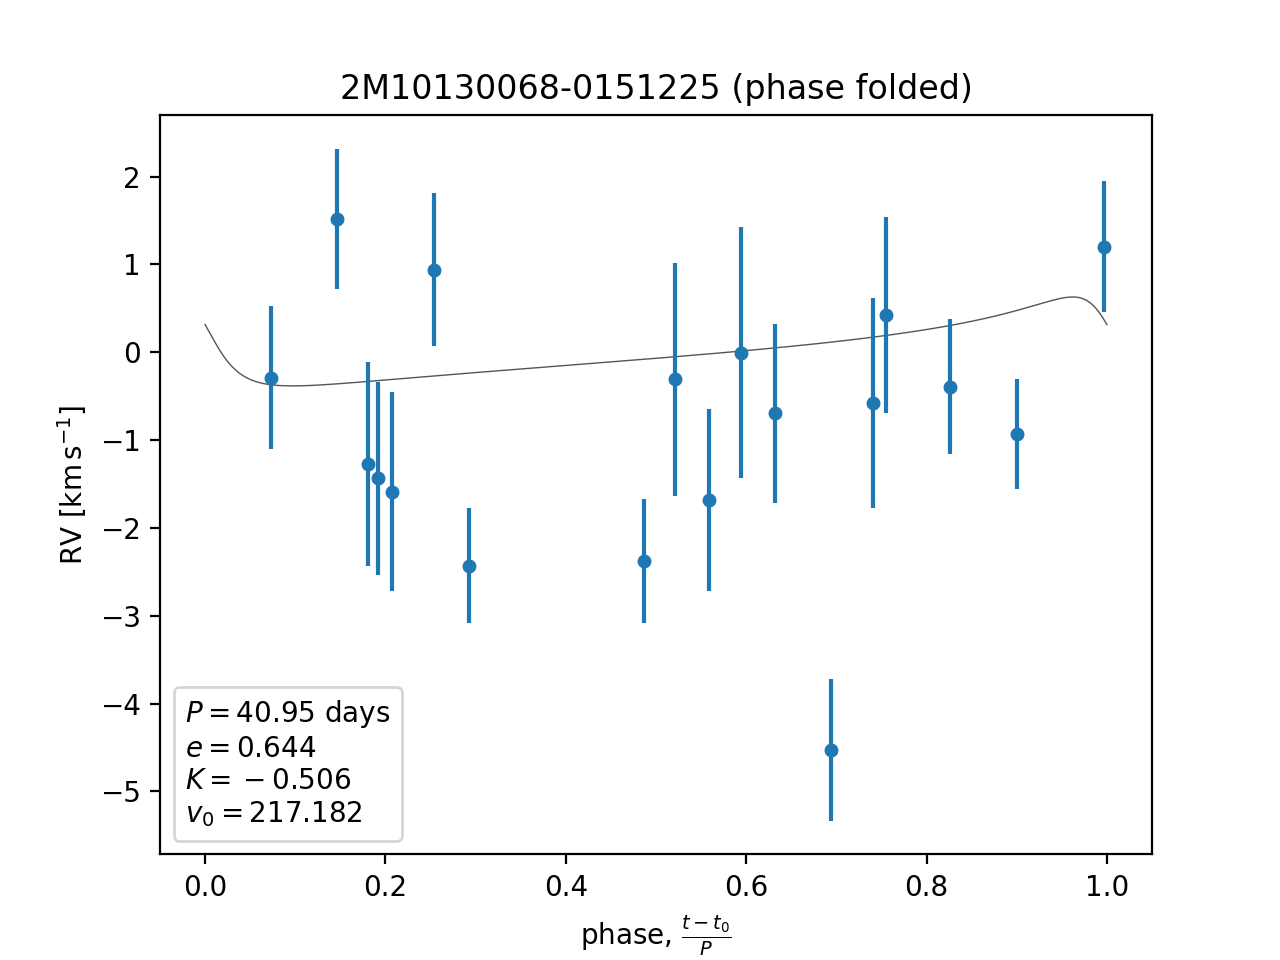 2M10130068-0151225 (phase folded)
RV [km s⁻¹]
2
1
0
−1
−2
−3
−4
−5
P = 40.95 days
e = 0.644
K = −0.506
v₀ = 217.182
0.0 0.2 0.4 0.6 0.8 1.0
phase, (t − t₀)/P